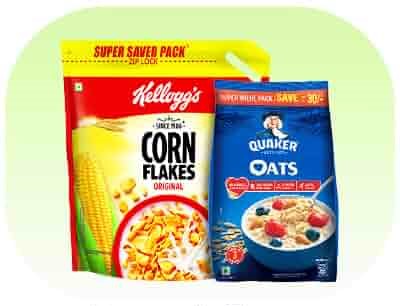 SUPER SAVER PACK
ZIP LOCK
Kellogg's
SINCE 1906
CORN
FLAKES
ORIGINAL
SUPER VALUE PACK SAVE ₹ 30/-
QUAKER
OATS